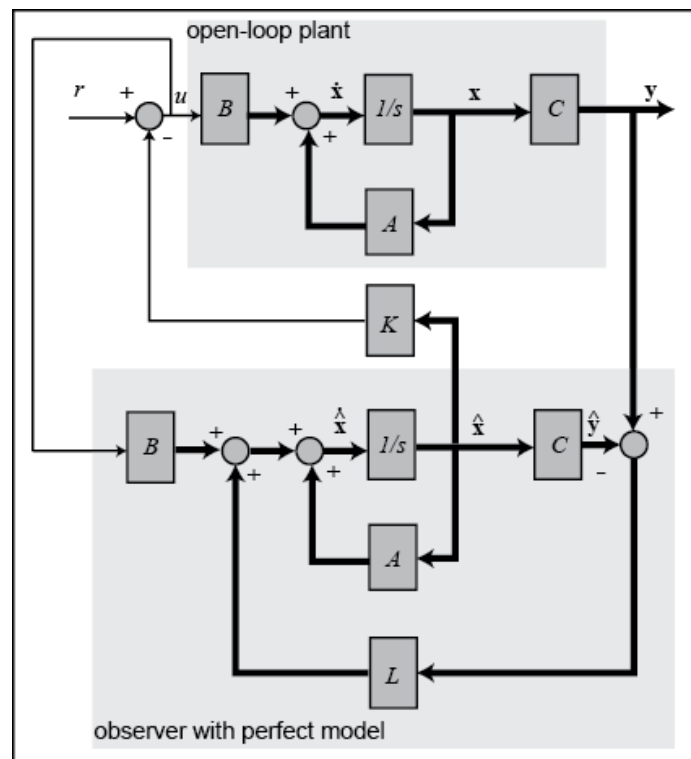 open-loop plant
r + - u B + + ẋ 1/s x C y
A
K
B + + + + x̂̇ 1/s x̂ C ŷ + -
A
L
observer with perfect model